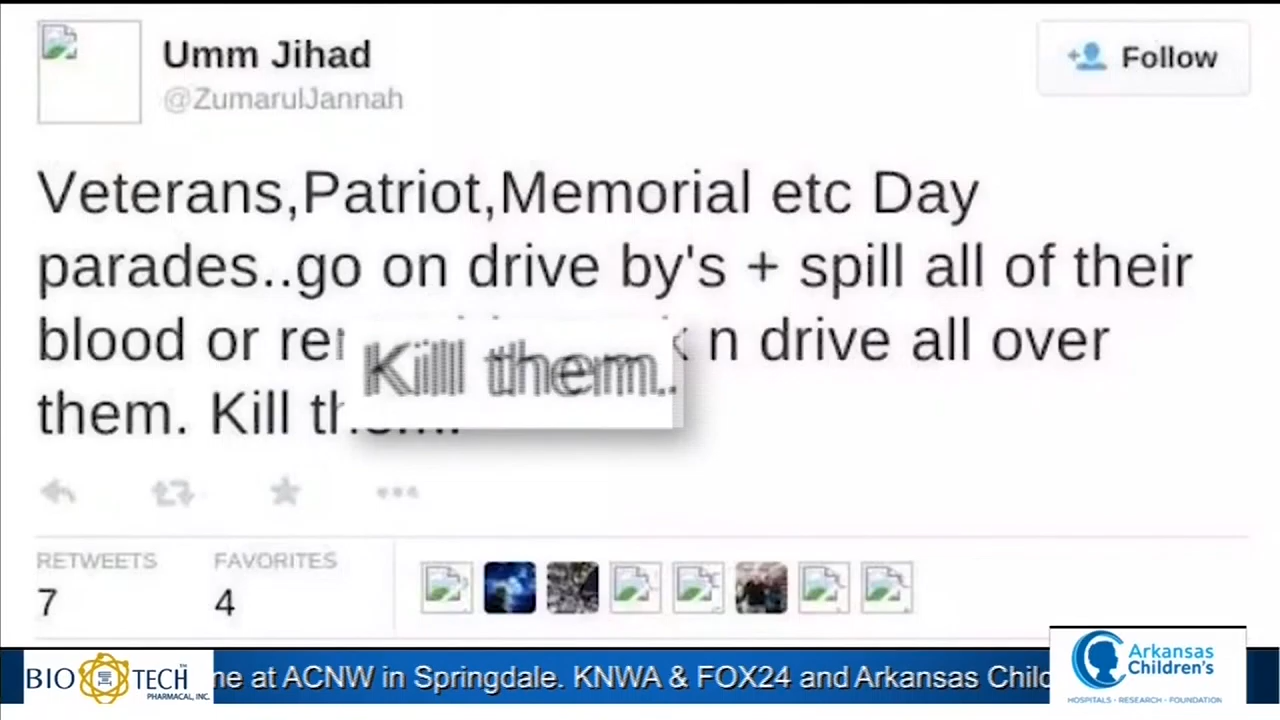 Umm Jihad
@ZumarulJannah
Follow
Veterans,Patriot,Memorial etc Day
parades..go on drive by's + spill all of their
blood or n drive all over
them. Kill
Kill them..
RETWEETS
FAVORITES
7
4
BIO TECH
PHARMACAL, INC.
at ACNW in Springdale. KNWA & FOX24 and Arkansas
Arkansas
Children's
HOSPITALS • RESEARCH • FOUNDATION